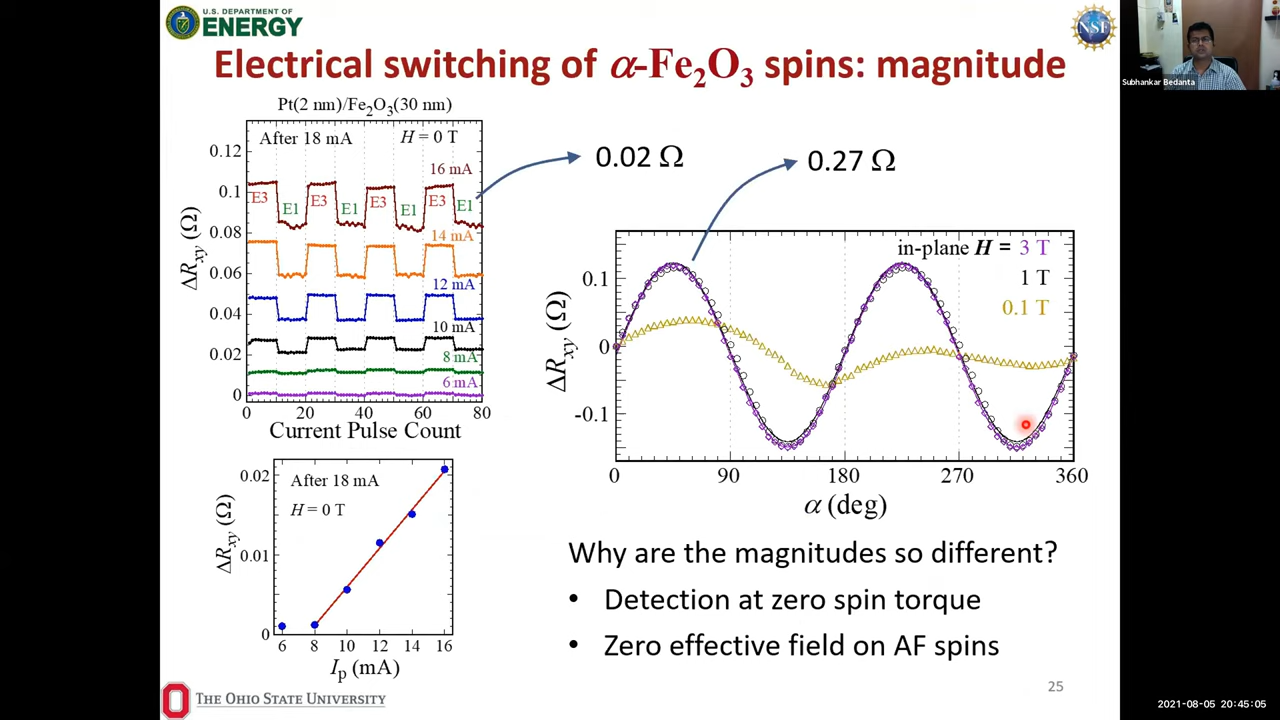 U.S. DEPARTMENT OF
ENERGY
NSF
Subhankar Bedanta
Electrical switching of α-Fe₂O₃ spins: magnitude
Pt(2 nm)/Fe₂O₃(30 nm)
After 18 mA
H = 0 T
16 mA
E3 E1 E3 E1 E3 E1 E3 E1
14 mA
12 mA
10 mA
8 mA
6 mA
0.12
0.1
0.08
0.06
0.04
0.02
0
ΔRxy (Ω)
0 20 40 60 80
Current Pulse Count
0.02 Ω
0.27 Ω
in-plane H = 3 T
1 T
0.1 T
0.1
0
-0.1
ΔRxy (Ω)
0 90 180 270 360
α (deg)
After 18 mA
H = 0 T
0.02
0.01
0
ΔRxy (Ω)
6 8 10 12 14 16
Ip (mA)
Why are the magnitudes so different?
• Detection at zero spin torque
• Zero effective field on AF spins
THE OHIO STATE UNIVERSITY
25
2021-08-05 20:45:05